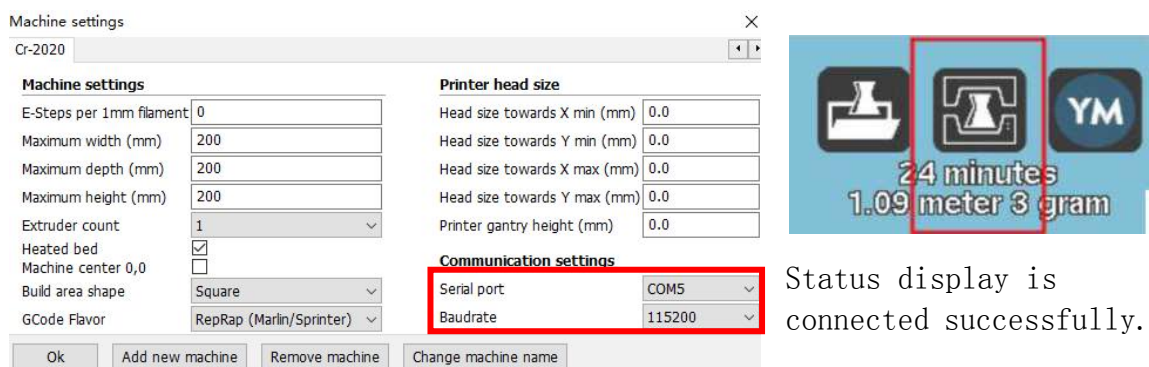 Machine settings
Cr-2020
Machine settings
E-Steps per 1mm filament 0
Maximum width (mm) 200
Maximum depth (mm) 200
Maximum height (mm) 200
Extruder count 1
Heated bed
Machine center 0,0
Build area shape Square
GCode Flavor RepRap (Marlin/Sprinter)
Printer head size
Head size towards X min (mm) 0.0
Head size towards Y min (mm) 0.0
Head size towards X max (mm) 0.0
Head size towards Y max (mm) 0.0
Printer gantry height (mm) 0.0
Communication settings
Serial port COM5
Baudrate 115200
Ok Add new machine Remove machine Change machine name
YM
24 minutes
1.09 meter 3 gram
Status display is
connected successfully.